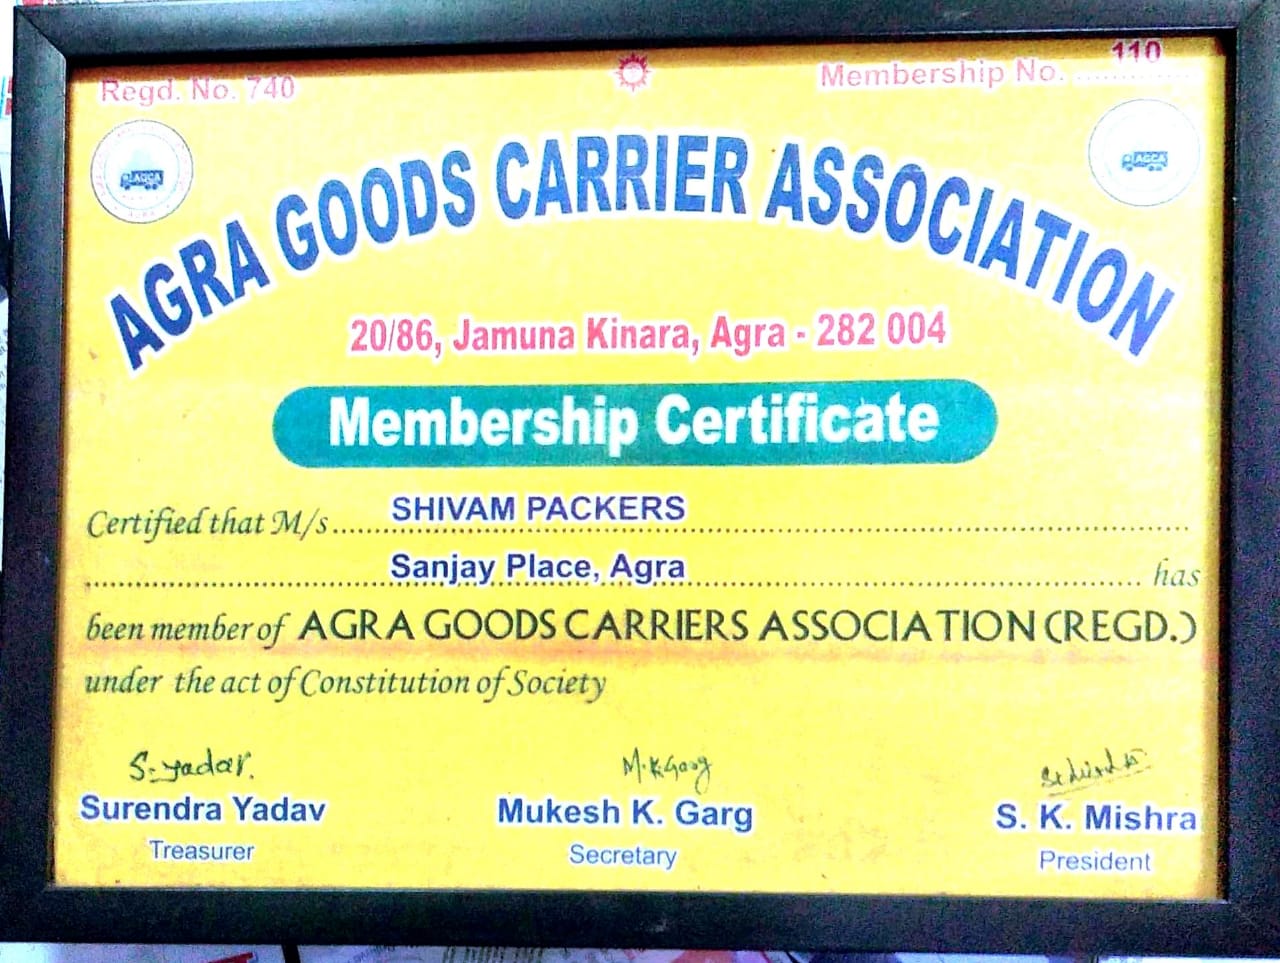 Regd. No. 740
Membership No. ............ 110
AGCA
AGCA
AGRA GOODS CARRIER ASSOCIATION
20/86, Jamuna Kinara, Agra - 282 004
Membership Certificate
Certified that M/s SHIVAM PACKERS
Sanjay Place, Agra has
been member of AGRA GOODS CARRIERS ASSOCIATION (REGD.)
under the act of Constitution of Society
S. Yadav.
M.K.Garg
Surendra Yadav
Mukesh K. Garg
S. K. Mishra
Treasurer
Secretary
President